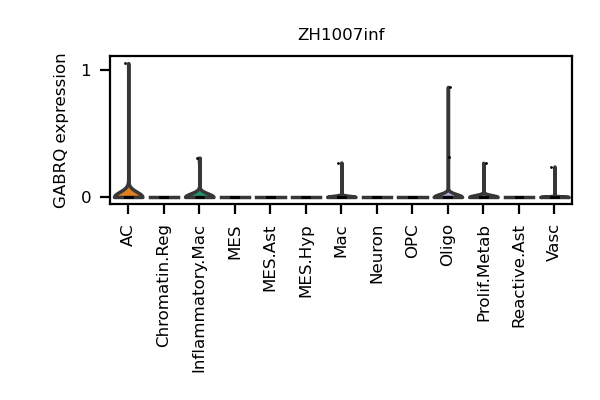 ZH1007inf
GABRQ expression
1
0
AC
Chromatin.Reg
Inflammatory.Mac
MES
MES.Ast
MES.Hyp
Mac
Neuron
OPC
Oligo
Prolif.Metab
Reactive.Ast
Vasc